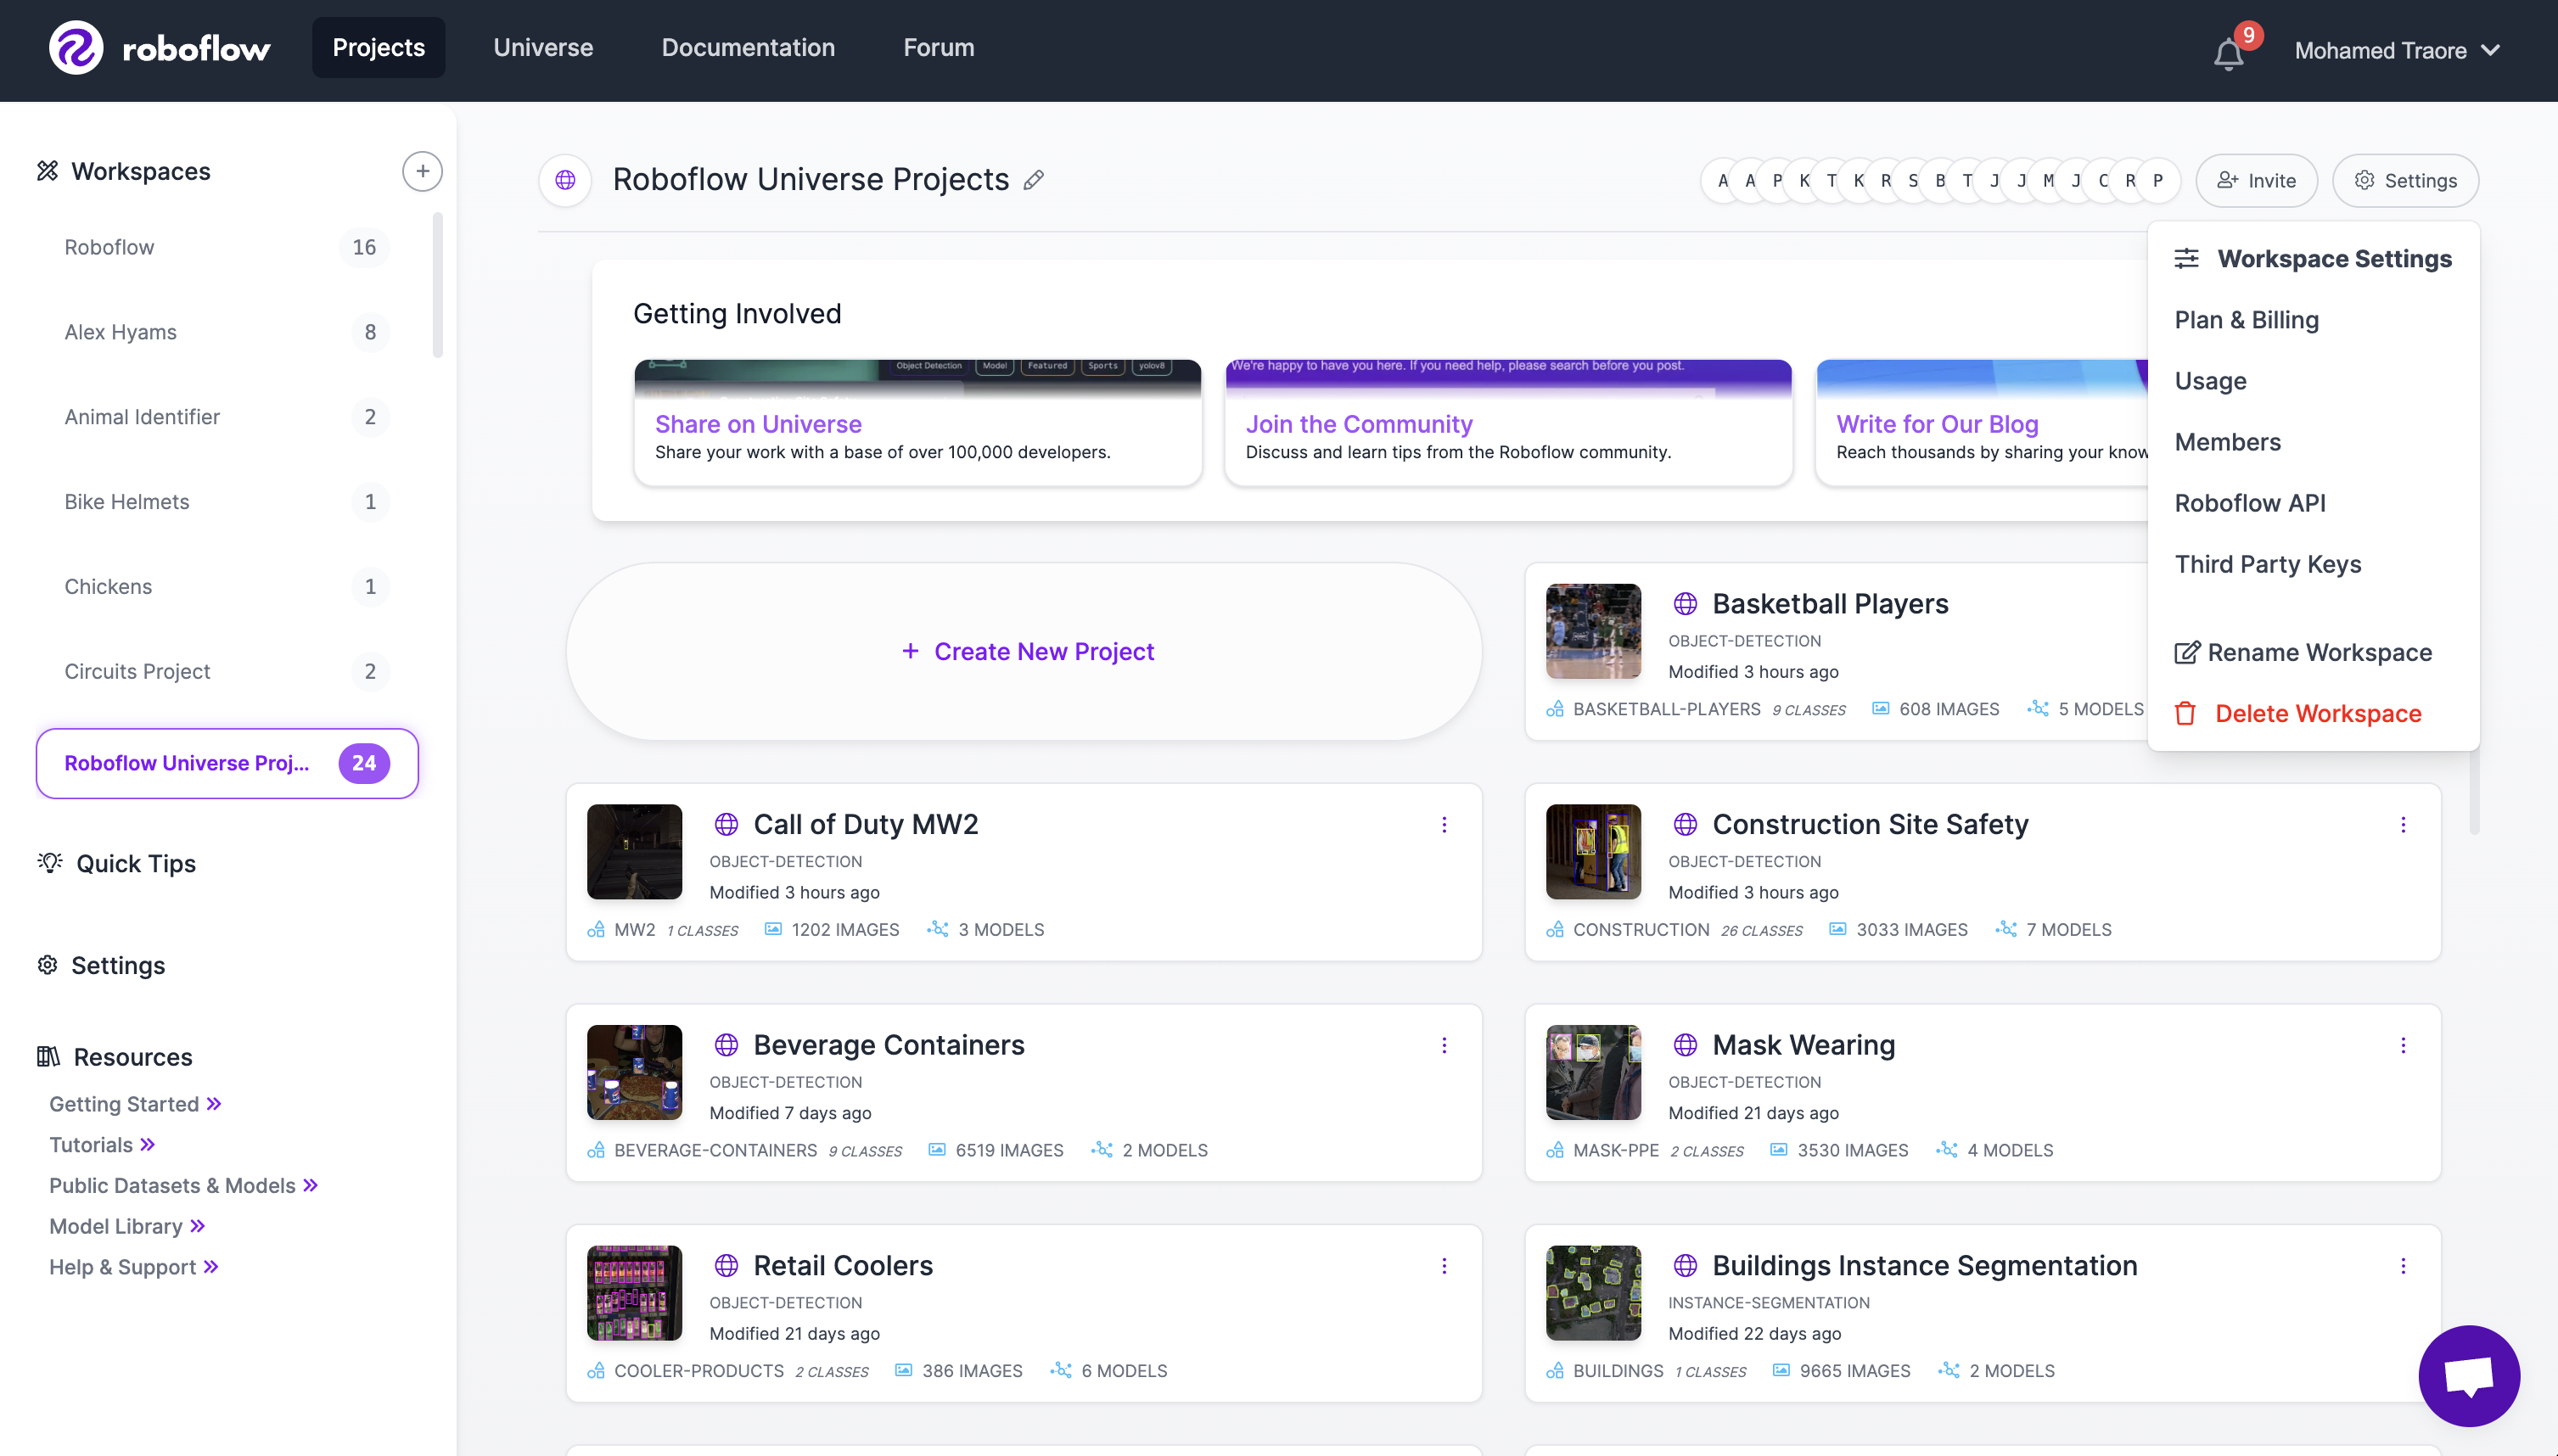 roboflow
Projects
Universe
Documentation
Forum
9
Mohamed Traore
Workspaces
Roboflow 16
Alex Hyams 8
Animal Identifier 2
Bike Helmets 1
Chickens 1
Circuits Project 2
Roboflow Universe Proj... 24
Quick Tips
Settings
Resources
Getting Started
Tutorials
Public Datasets & Models
Model Library
Help & Support
Roboflow Universe Projects
A A P K T K R S B T J J M J C R P
Invite
Settings
Workspace Settings
Plan & Billing
Usage
Members
Roboflow API
Third Party Keys
Rename Workspace
Delete Workspace
Getting Involved
Object Detection Model Featured Sports yolov8
Share on Universe
Share your work with a base of over 100,000 developers.
We're happy to have you here. If you need help, please search before you post.
Join the Community
Discuss and learn tips from the Roboflow community.
Write for Our Blog
Reach thousands by sharing your know
+ Create New Project
Basketball Players
OBJECT-DETECTION
Modified 3 hours ago
BASKETBALL-PLAYERS 9 CLASSES 608 IMAGES 5 MODELS
Call of Duty MW2
OBJECT-DETECTION
Modified 3 hours ago
MW2 1 CLASSES 1202 IMAGES 3 MODELS
Construction Site Safety
OBJECT-DETECTION
Modified 3 hours ago
CONSTRUCTION 26 CLASSES 3033 IMAGES 7 MODELS
Beverage Containers
OBJECT-DETECTION
Modified 7 days ago
BEVERAGE-CONTAINERS 9 CLASSES 6519 IMAGES 2 MODELS
Mask Wearing
OBJECT-DETECTION
Modified 21 days ago
MASK-PPE 2 CLASSES 3530 IMAGES 4 MODELS
Retail Coolers
OBJECT-DETECTION
Modified 21 days ago
COOLER-PRODUCTS 2 CLASSES 386 IMAGES 6 MODELS
Buildings Instance Segmentation
INSTANCE-SEGMENTATION
Modified 22 days ago
BUILDINGS 1 CLASSES 9665 IMAGES 2 MODELS